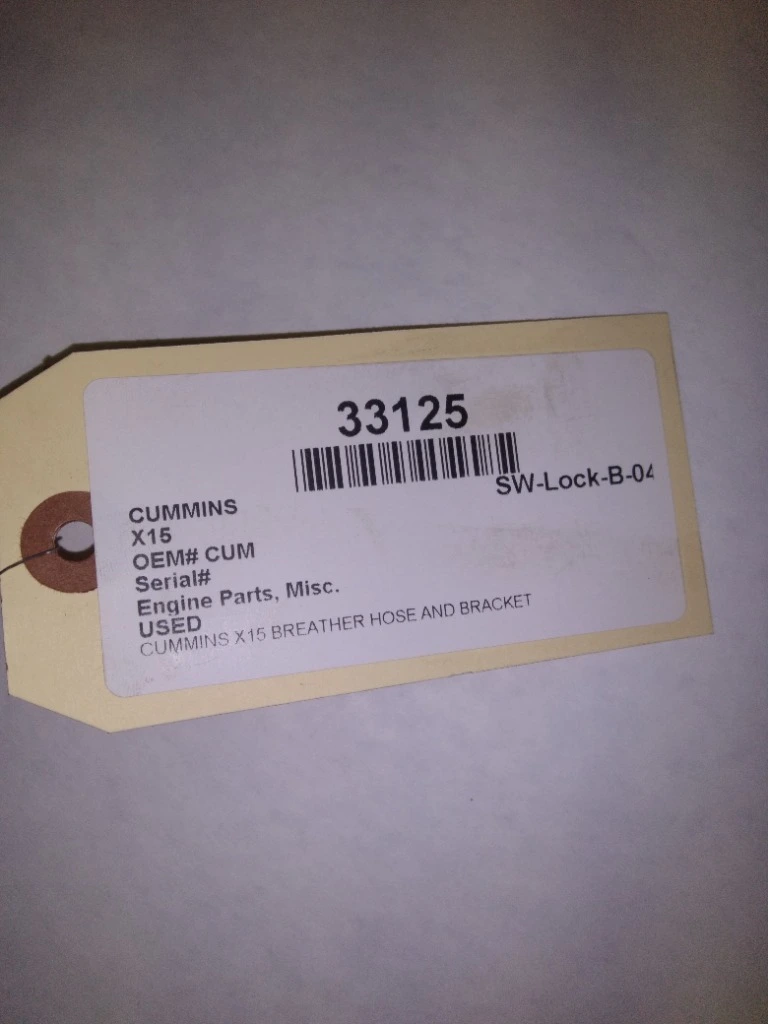 33125
SW-Lock-B-04
CUMMINS
X15
OEM# CUM
Serial#
Engine Parts, Misc.
USED
CUMMINS X15 BREATHER HOSE AND BRACKET